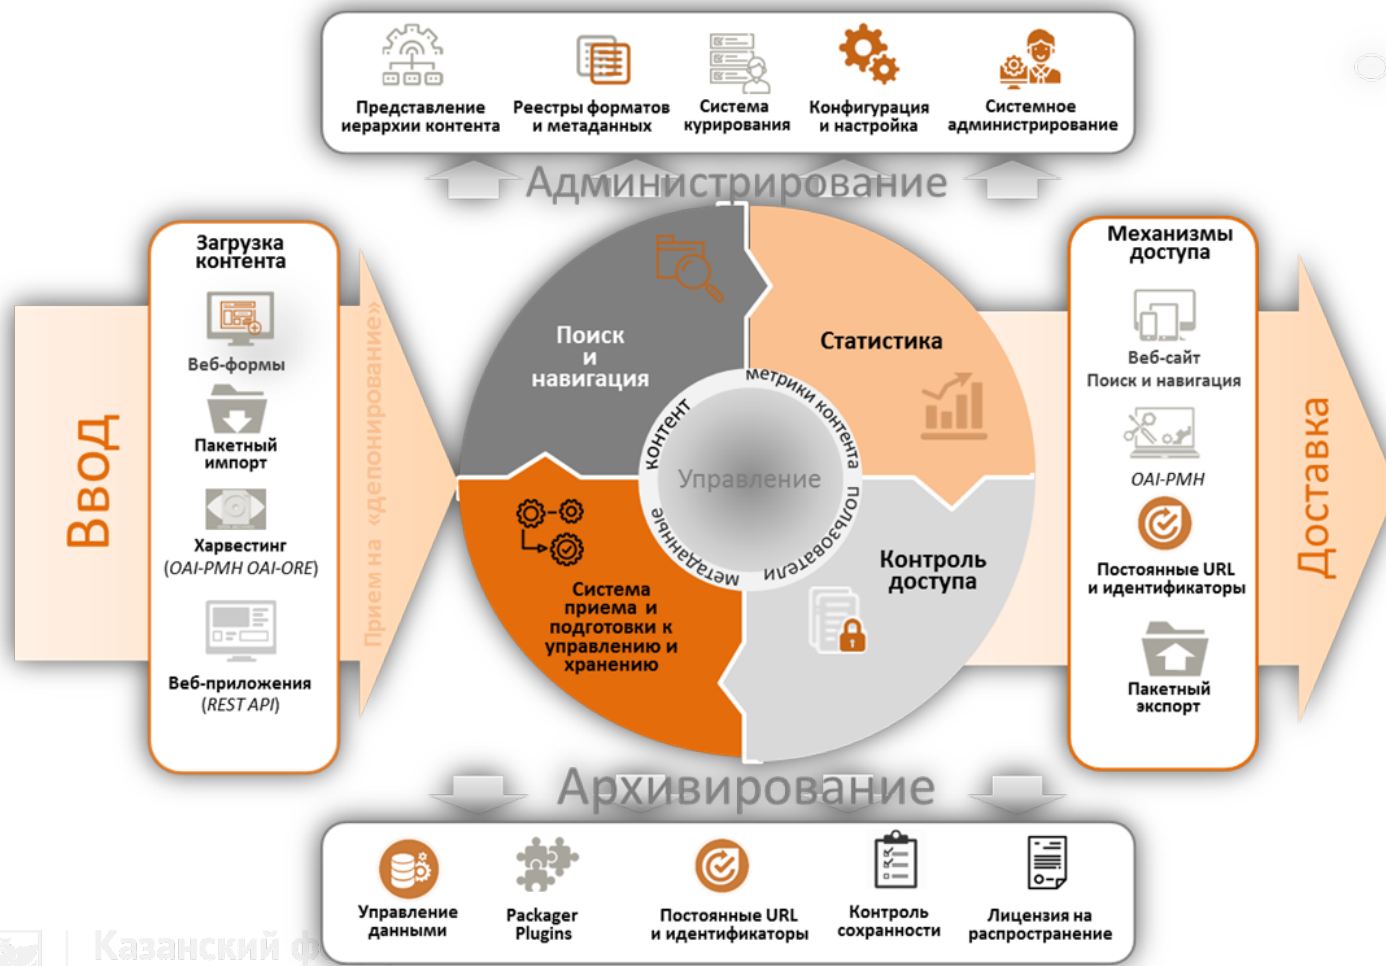 Представление
иерархии контента
Реестры форматов
и метаданных
Система
курирования
Конфигурация
и настройка
Системное
администрирование
Администрирование
Ввод
Загрузка
контента
Веб-формы
Пакетный
импорт
Харвестинг
(OAI-PMH OAI-ORE)
Веб-приложения
(REST API)
Прием на «депонирование»
Поиск
и
навигация
Статистика
Система
приема и
подготовки к
управлению и
хранению
Контроль
доступа
контент
метрики контента
пользователи
метаданные
Управление
Механизмы
доступа
Веб-сайт
Поиск и навигация
OAI-PMH
Постоянные URL
и идентификаторы
Пакетный
экспорт
Доставка
Архивирование
Управление
данными
Packager
Plugins
Постоянные URL
и идентификаторы
Контроль
сохранности
Лицензия на
распространение
Казанский ф